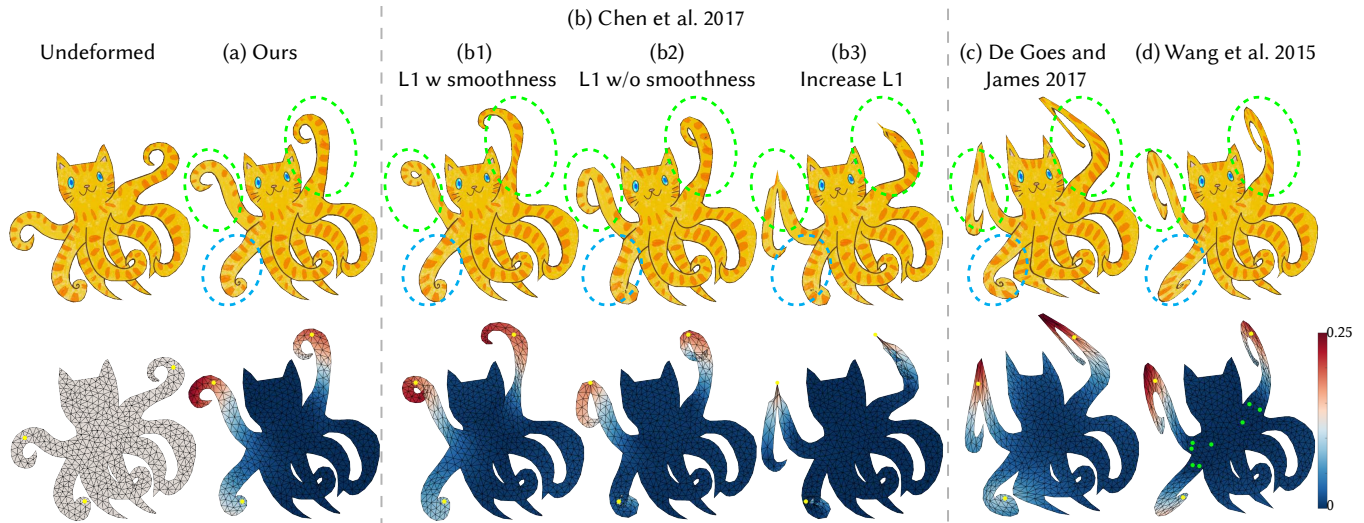 (b) Chen et al. 2017
Undeformed
(a) Ours
(b1)
L1 w smoothness
(b2)
L1 w/o smoothness
(b3)
Increase L1
(c) De Goes and
James 2017
(d) Wang et al. 2015
0.25
0